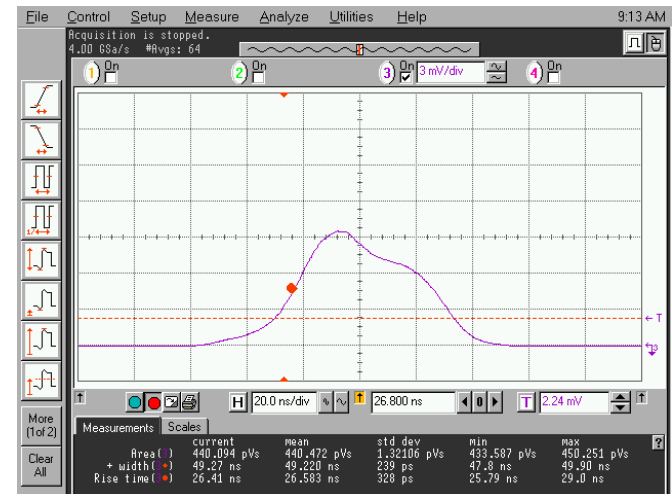 File Control Setup Measure Analyze Utilities Help 9:13 AM
Acquisition is stopped.
4.00 GSa/s #Avgs: 64
1 On 2 On 3 On 3 mV/div 4 On
T
More
(1of 2)
Clear
All
H 20.0 ns/div 26.800 ns 0 T 2.24 mV
Measurements Scales ?
current mean std dev min max
Area(3) 440.094 pVs 440.472 pVs 1.32106 pVs 433.587 pVs 450.251 pVs
+ width( ) 49.27 ns 49.220 ns 239 ps 47.8 ns 49.90 ns
Rise time( ) 26.41 ns 26.583 ns 328 ps 25.79 ns 29.0 ns